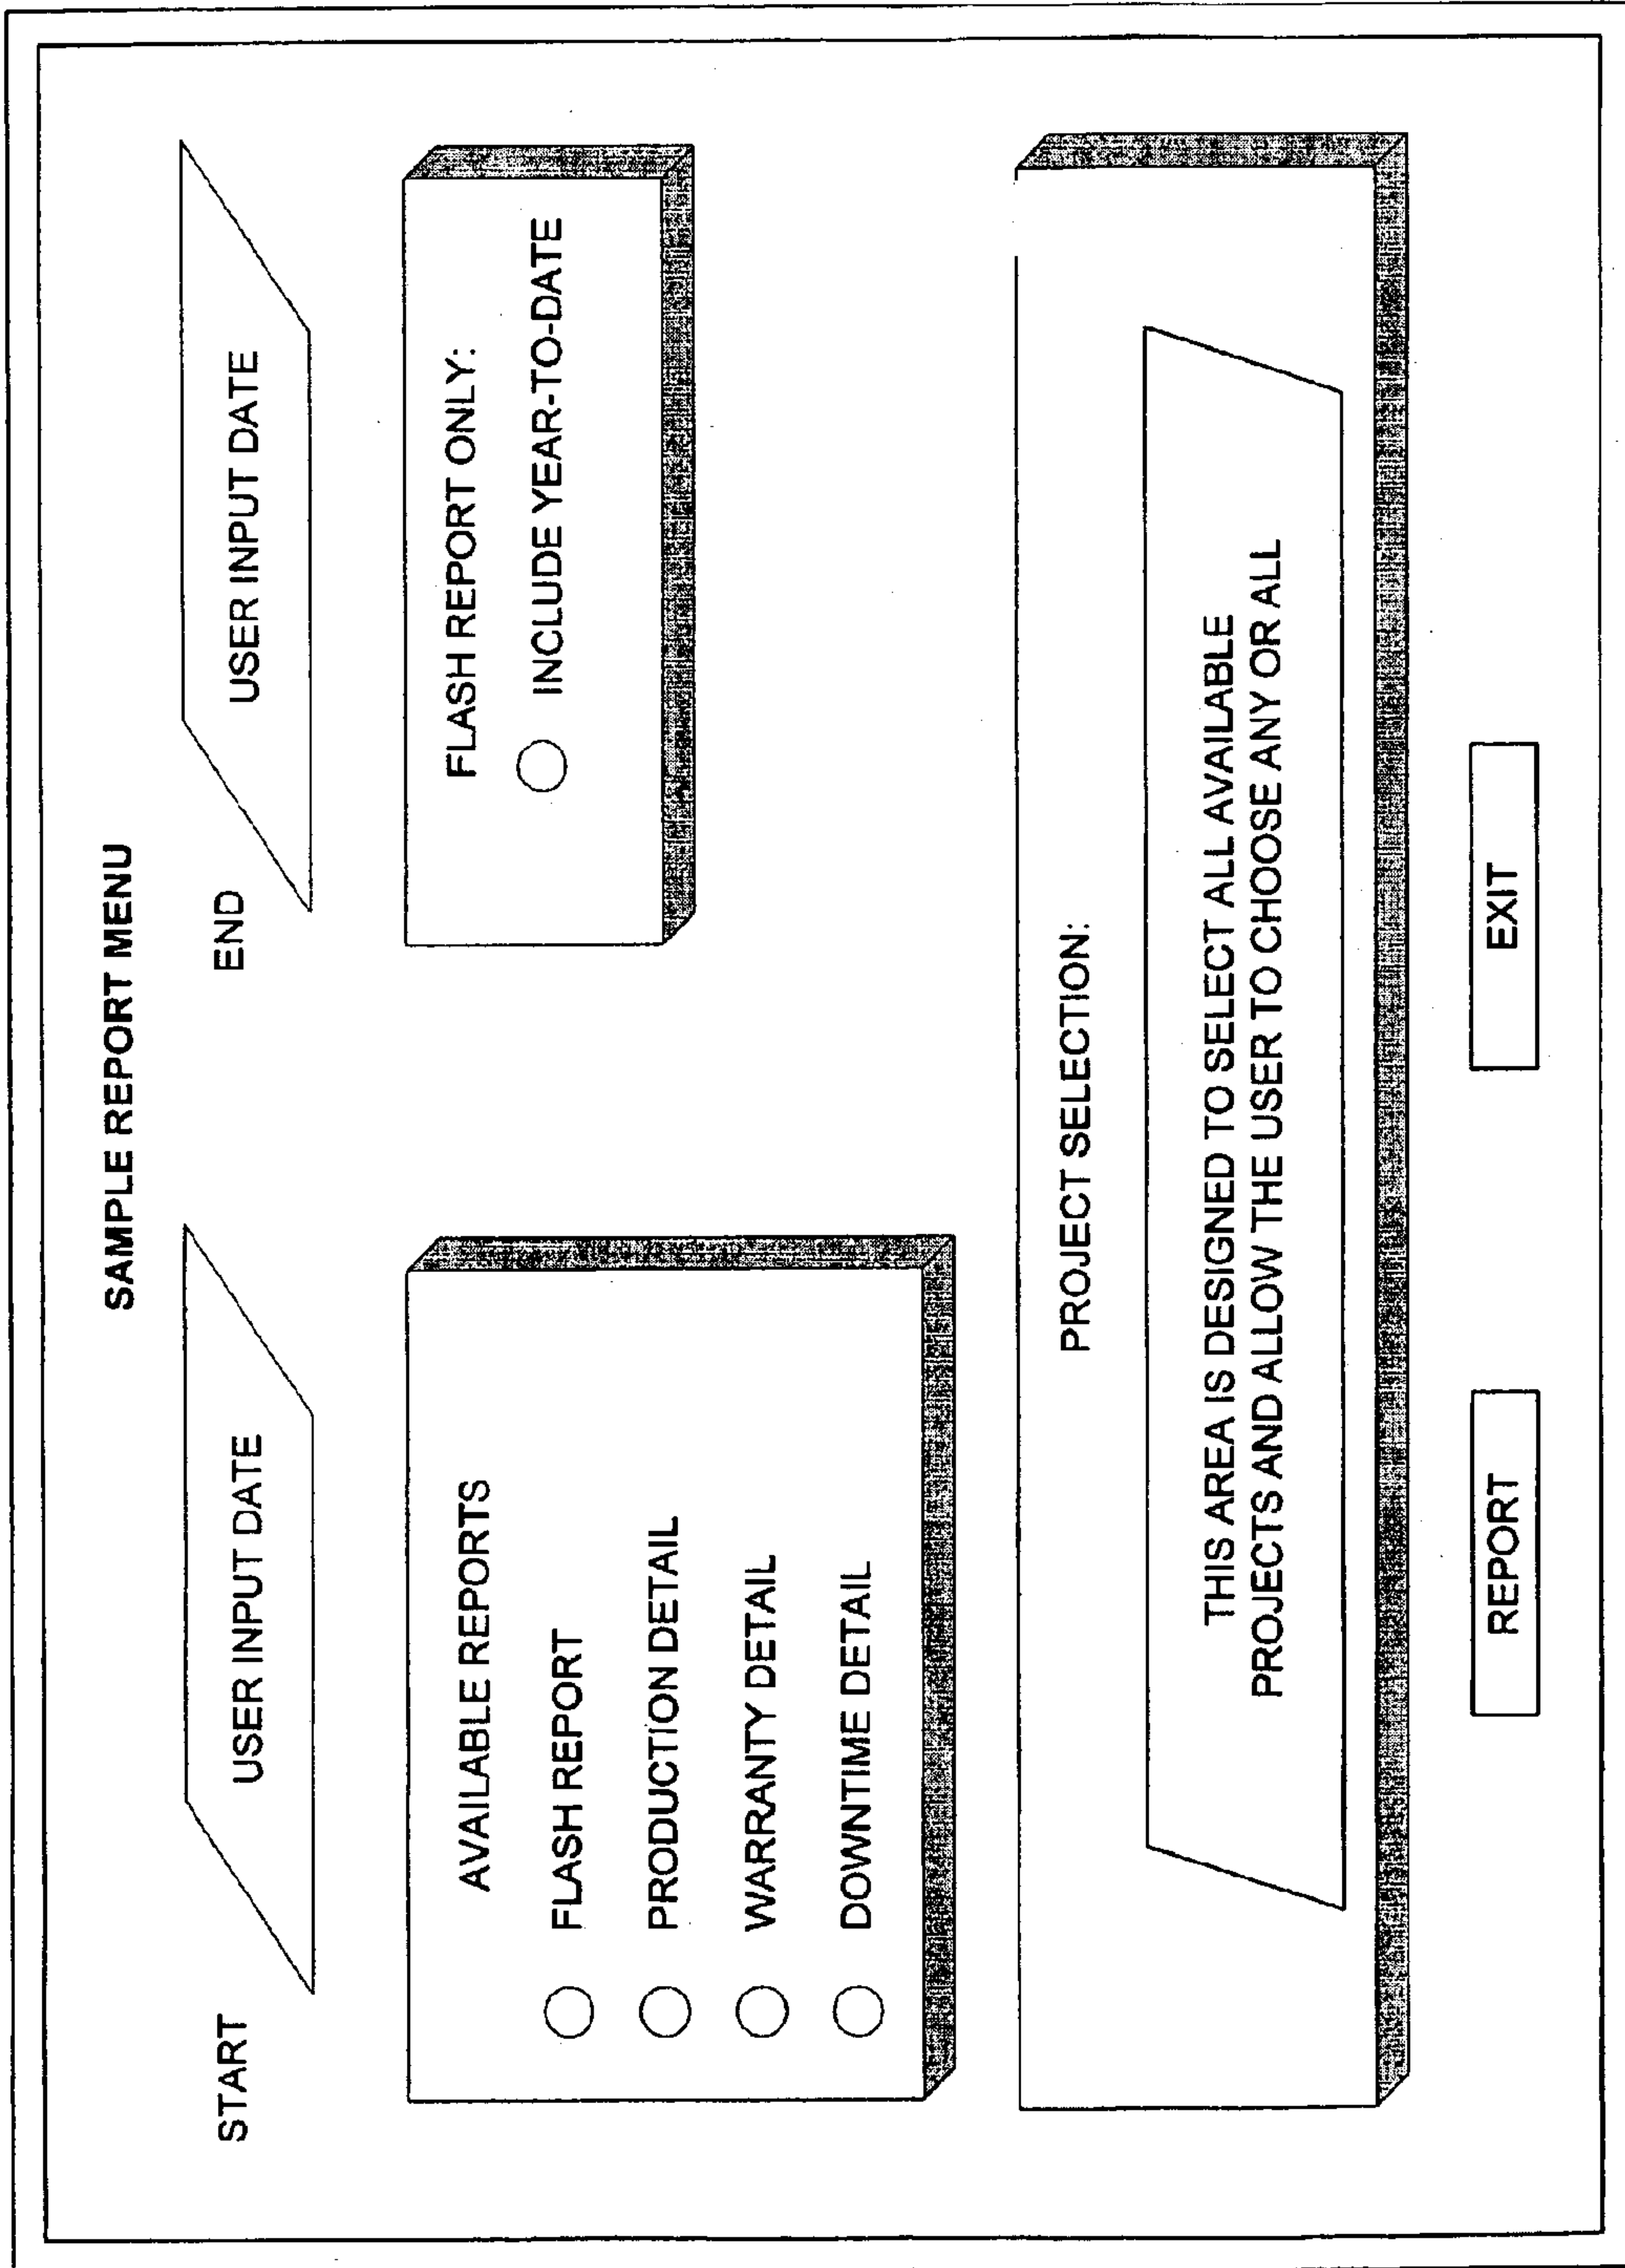 SAMPLE REPORT MENU
START
USER INPUT DATE
END
USER INPUT DATE
AVAILABLE REPORTS
FLASH REPORT
PRODUCTION DETAIL
WARRANTY DETAIL
DOWNTIME DETAIL
FLASH REPORT ONLY:
INCLUDE YEAR-TO-DATE
PROJECT SELECTION:
THIS AREA IS DESIGNED TO SELECT ALL AVAILABLE
PROJECTS AND ALLOW THE USER TO CHOOSE ANY OR ALL
REPORT
EXIT